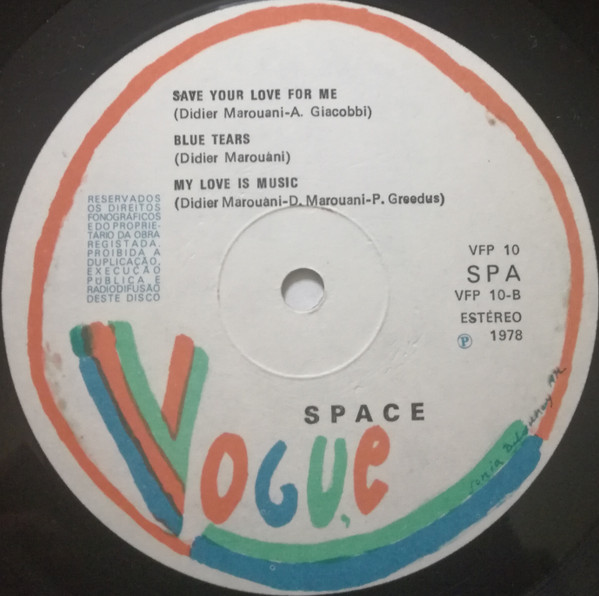 SAVE YOUR LOVE FOR ME
(Didier Marouani-A. Giacobbi)
BLUE TEARS
(Didier Marouani)
MY LOVE IS MUSIC
(Didier Marouani-D. Marouani-P. Greedus)
RESERVADOS
OS DIREITOS
FONOGRÁFICOS
E DO PROPRIE-
TÁRIO DA OBRA
REGISTADA.
PROIBIDA A
DUPLICAÇÃO,
EXECUÇÃO
PÚBLICA E
RADIODIFUSÃO
DESTE DISCO
VFP 10
SPA
VFP 10-B
ESTÉREO
Ⓟ 1978
SPACE
VOGUE